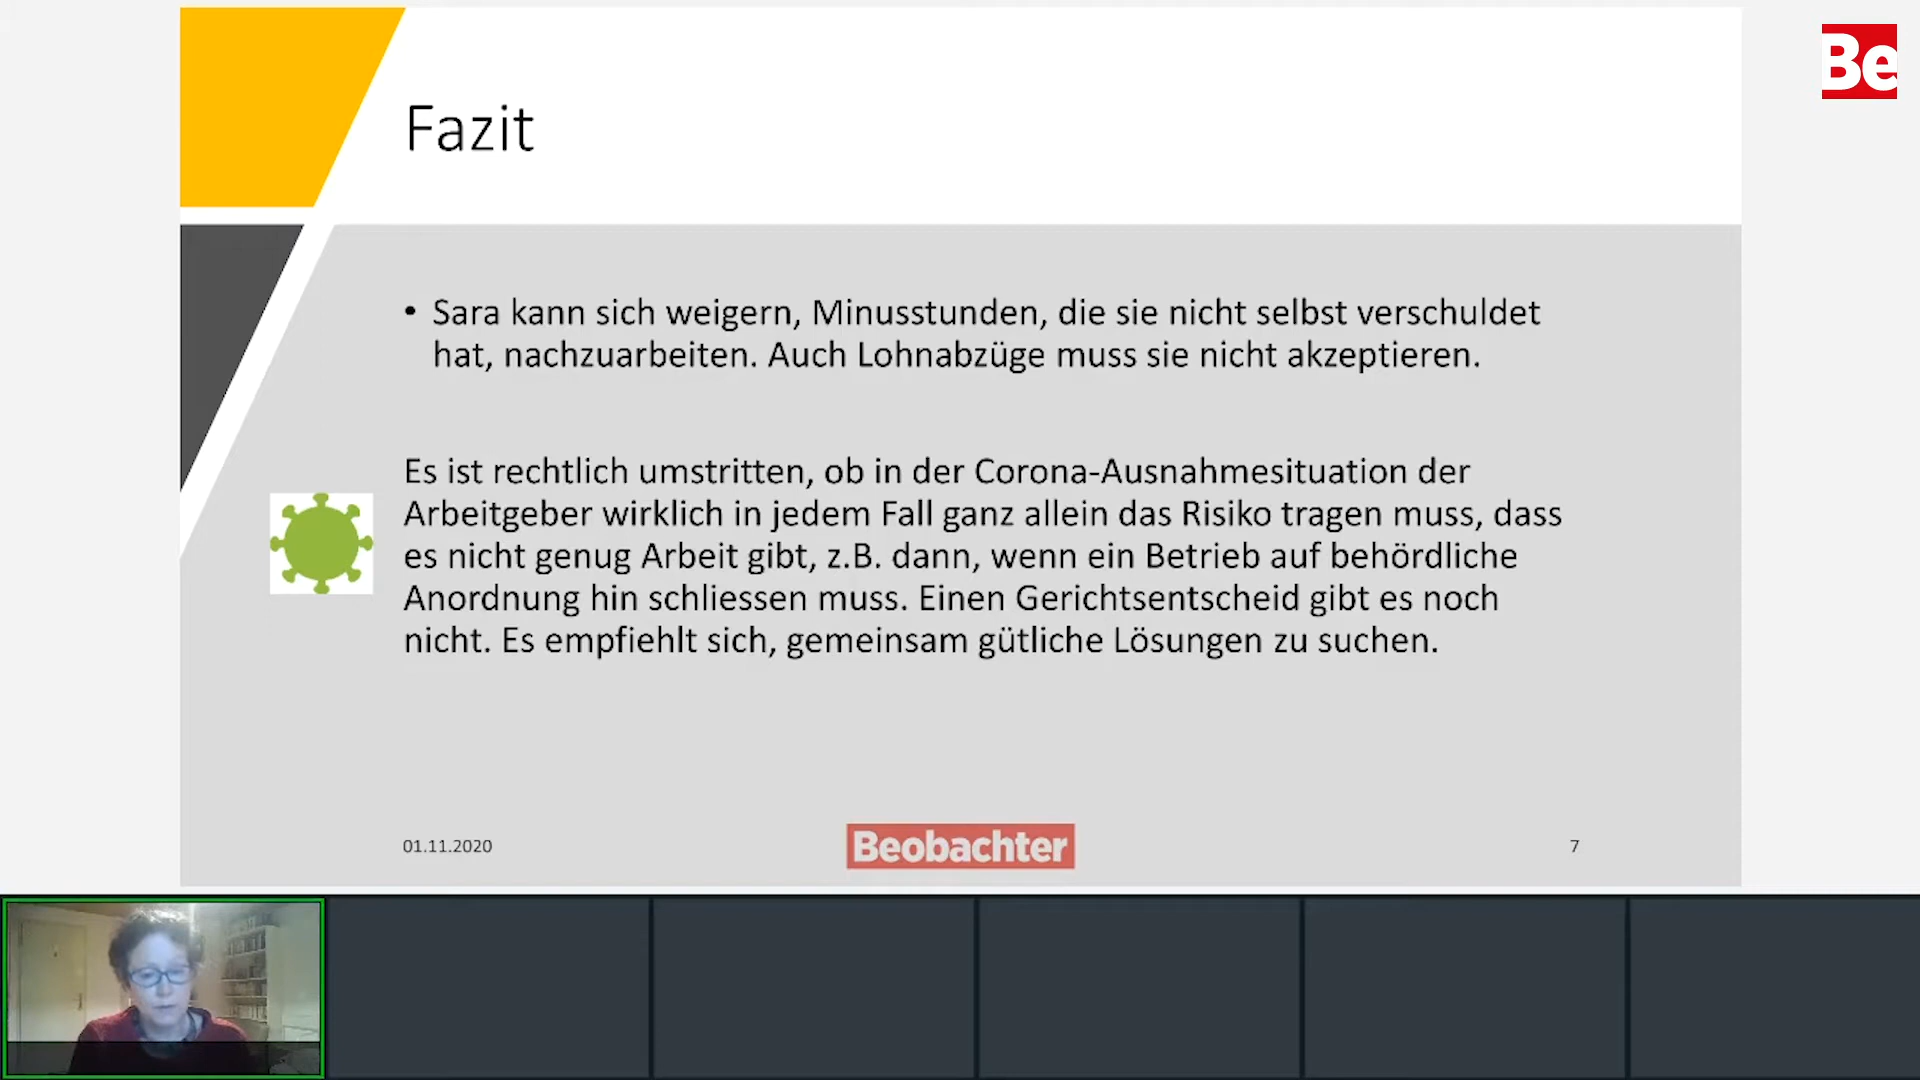 Be
Fazit
• Sara kann sich weigern, Minusstunden, die sie nicht selbst verschuldet
hat, nachzuarbeiten. Auch Lohnabzüge muss sie nicht akzeptieren.
Es ist rechtlich umstritten, ob in der Corona-Ausnahmesituation der
Arbeitgeber wirklich in jedem Fall ganz allein das Risiko tragen muss, dass
es nicht genug Arbeit gibt, z.B. dann, wenn ein Betrieb auf behördliche
Anordnung hin schliessen muss. Einen Gerichtsentscheid gibt es noch
nicht. Es empfiehlt sich, gemeinsam gütliche Lösungen zu suchen.
01.11.2020
Beobachter
7